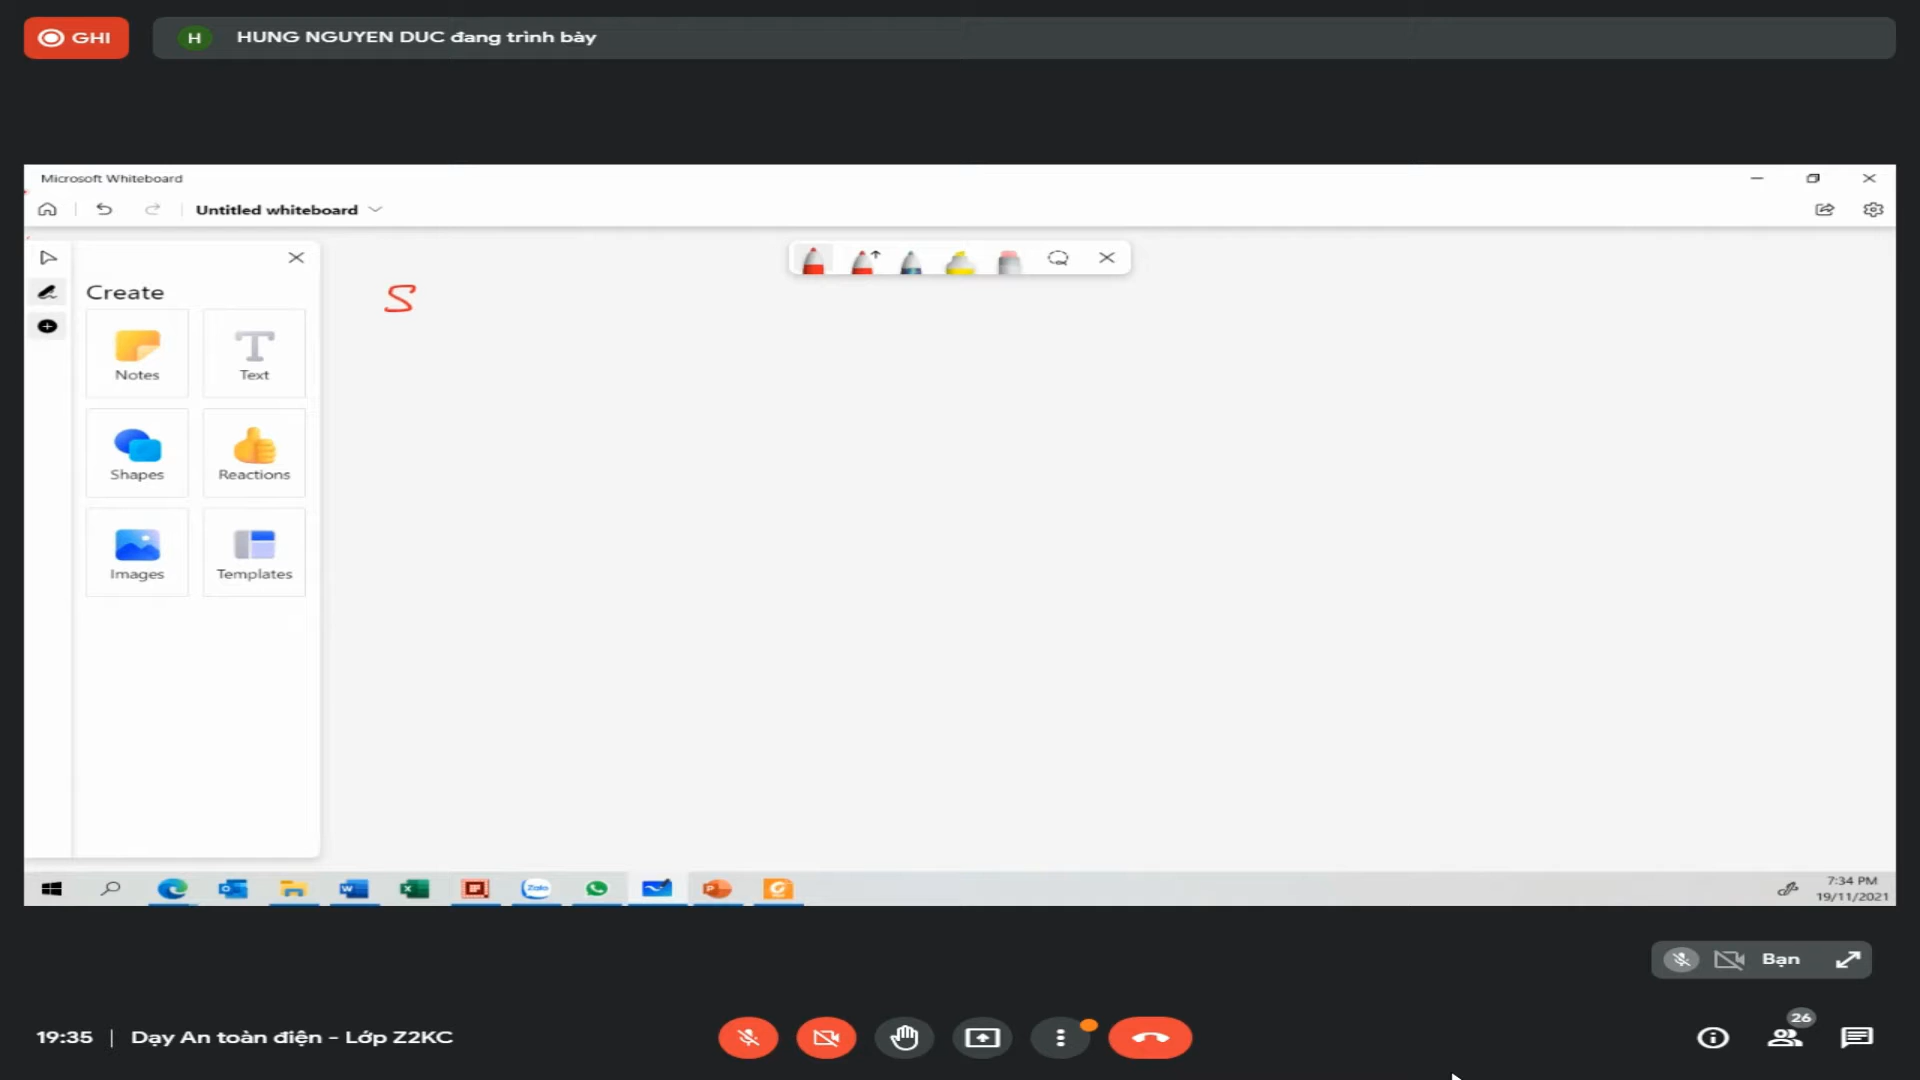 GHI
H HUNG NGUYEN DUC đang trình bày
Microsoft Whiteboard
Untitled whiteboard
Create
S
Notes Text
Shapes Reactions
Images Templates
Zalo
7:34 PM
19/11/2021
Bạn
19:35 | Dạy An toàn điện - Lớp Z2KC
26